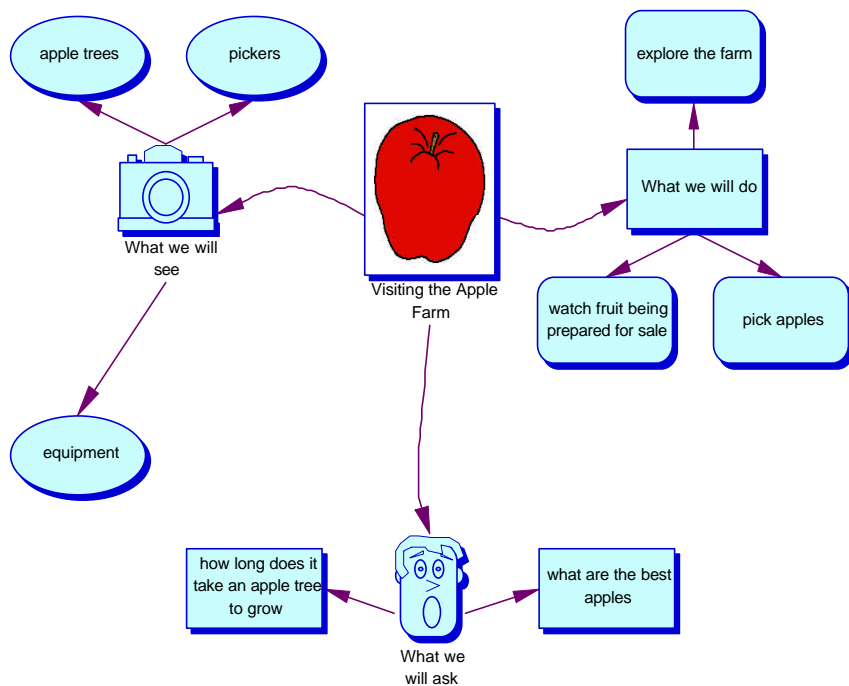 apple trees
pickers
explore the farm
What we will do
What we will
see
Visiting the Apple
Farm
watch fruit being
prepared for sale
pick apples
equipment
how long does it
take an apple tree
to grow
what are the best
apples
What we
will ask